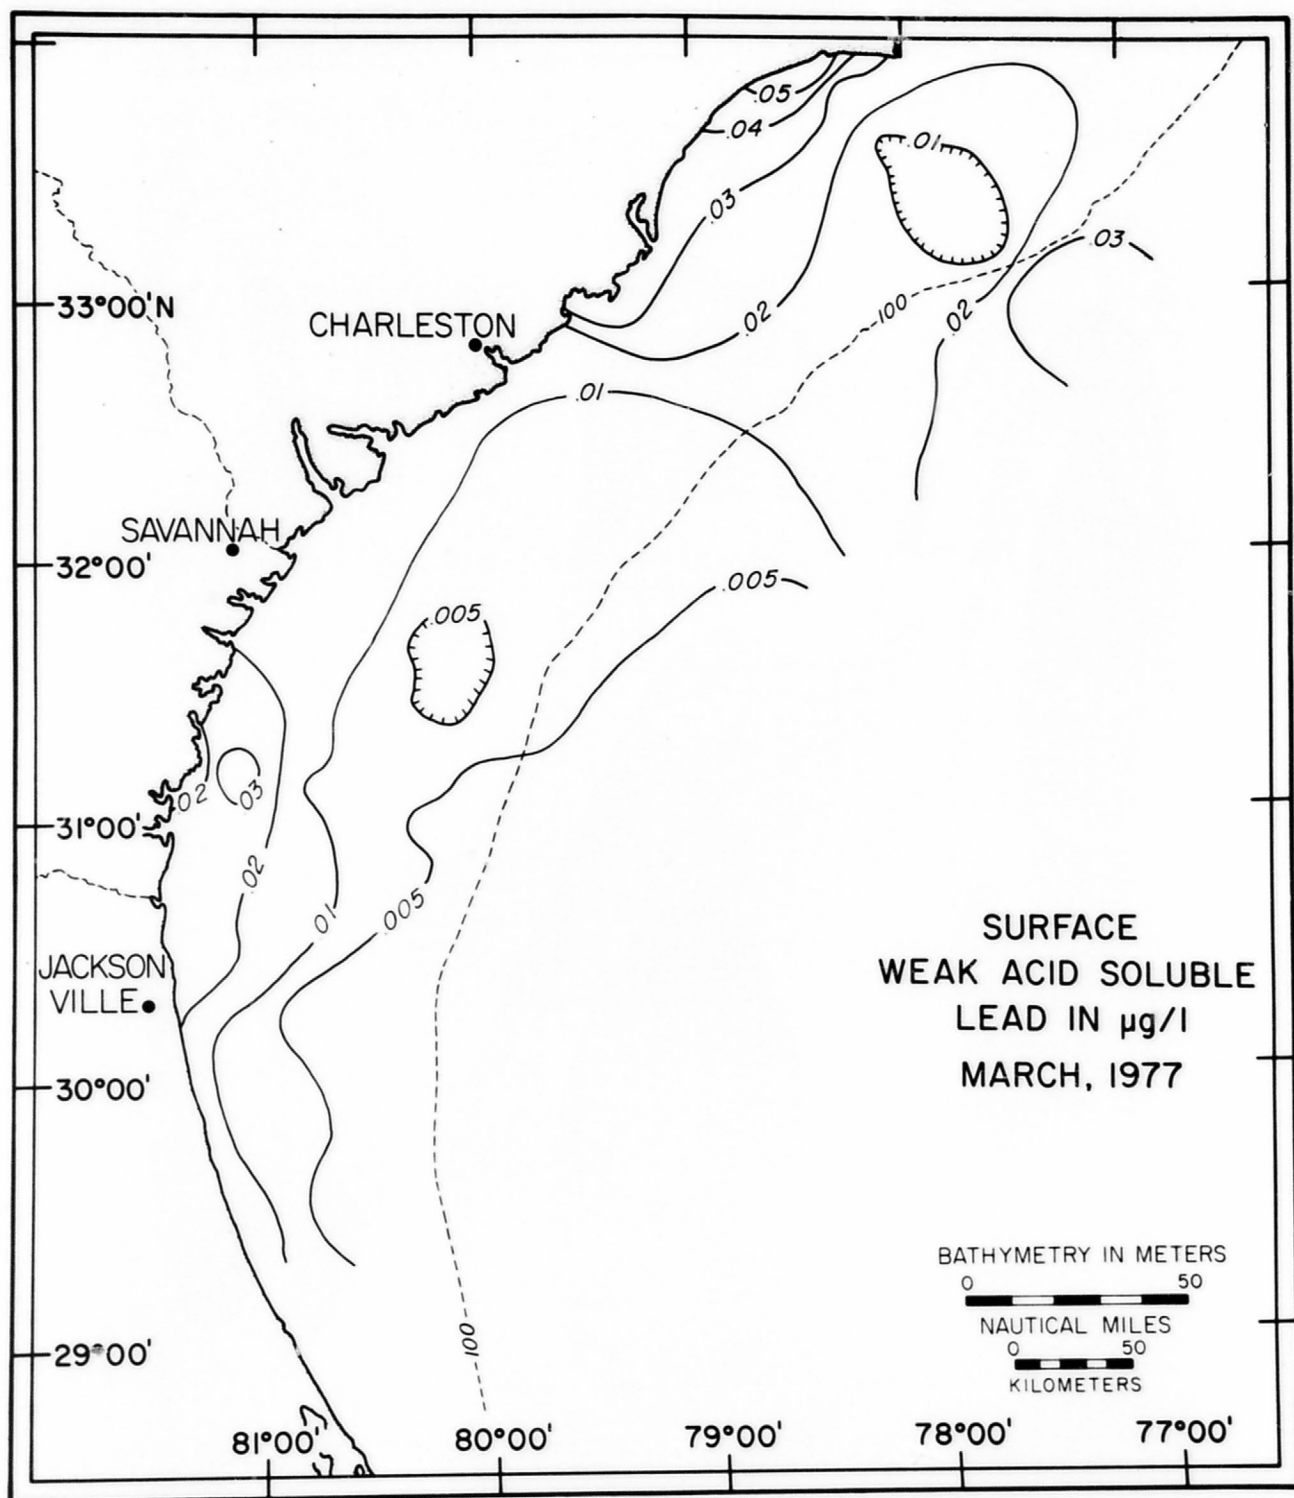 .05
.04
.01
.03
.03
33°00'N
100
.02
CHARLESTON
.02
.01
SAVANNAH
32°00'
.005
.005
.02
.03
31°00'
.02
.01
.005
SURFACE
WEAK ACID SOLUBLE
LEAD IN µg/l
MARCH, 1977
JACKSON
VILLE
30°00'
BATHYMETRY IN METERS
0 50
NAUTICAL MILES
0 50
KILOMETERS
100
29°00'
81°00' 80°00' 79°00' 78°00' 77°00'